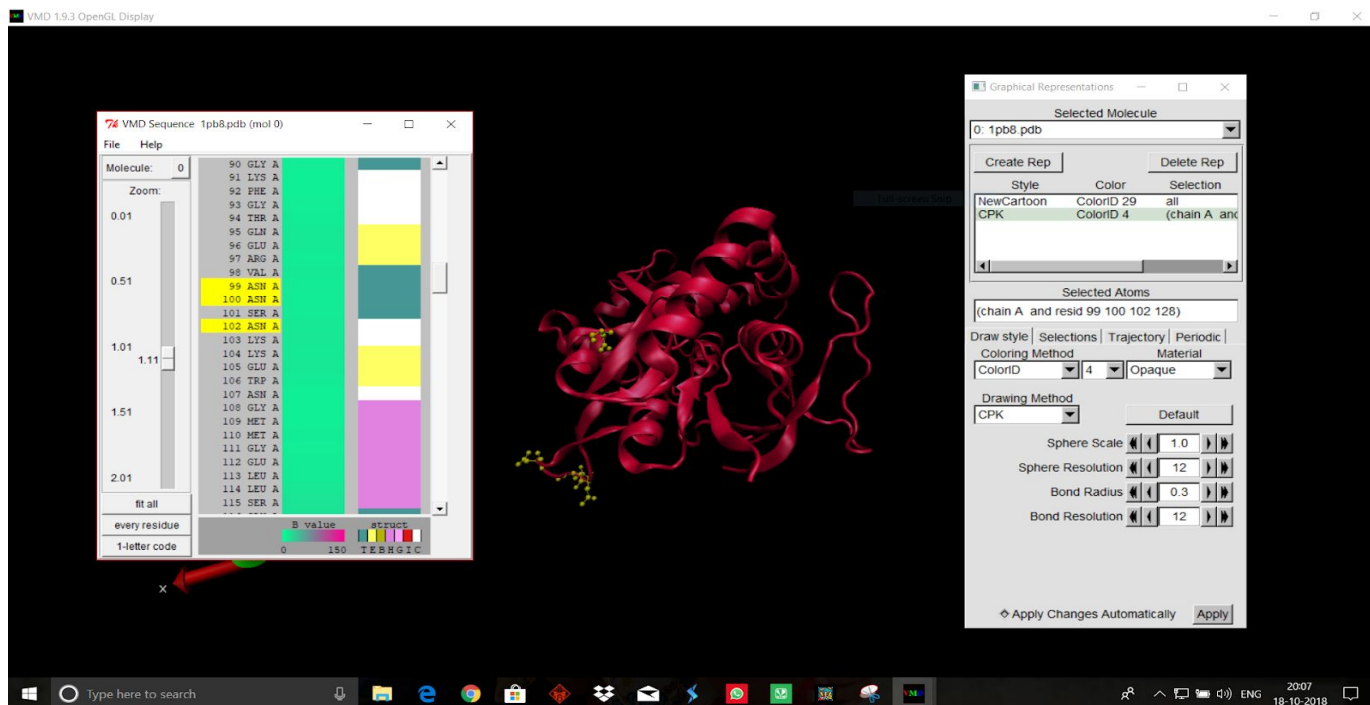 VMD 1.9.3 OpenGL Display
VMD Sequence 1pb8.pdb (mol 0)
File Help
Molecule: 0
Zoom:
0.01
0.51
1.01
1.11
1.51
2.01
fit all
every residue
1-letter code
90 GLY A
91 LYS A
92 PHE A
93 GLY A
94 THR A
95 GLN A
96 GLU A
97 ARG A
98 VAL A
99 ASN A
100 ASN A
101 SER A
102 ASN A
103 LYS A
104 LYS A
105 GLU A
106 TRP A
107 ASN A
108 GLY A
109 MET A
110 MET A
111 GLY A
112 GLU A
113 LEU A
114 LEU A
115 SER A
B value struct
0 150 T E B H G I C
x
Graphical Representations
Selected Molecule
0: 1pb8.pdb
Create Rep Delete Rep
Style Color Selection
NewCartoon ColorID 29 all
CPK ColorID 4 (chain A and
Selected Atoms
(chain A and resid 99 100 102 128)
Draw style Selections Trajectory Periodic
Coloring Method Material
ColorID 4 Opaque
Drawing Method
CPK Default
Sphere Scale 1.0
Sphere Resolution 12
Bond Radius 0.3
Bond Resolution 12
Apply Changes Automatically Apply
Type here to search
ENG
20:07
18-10-2018